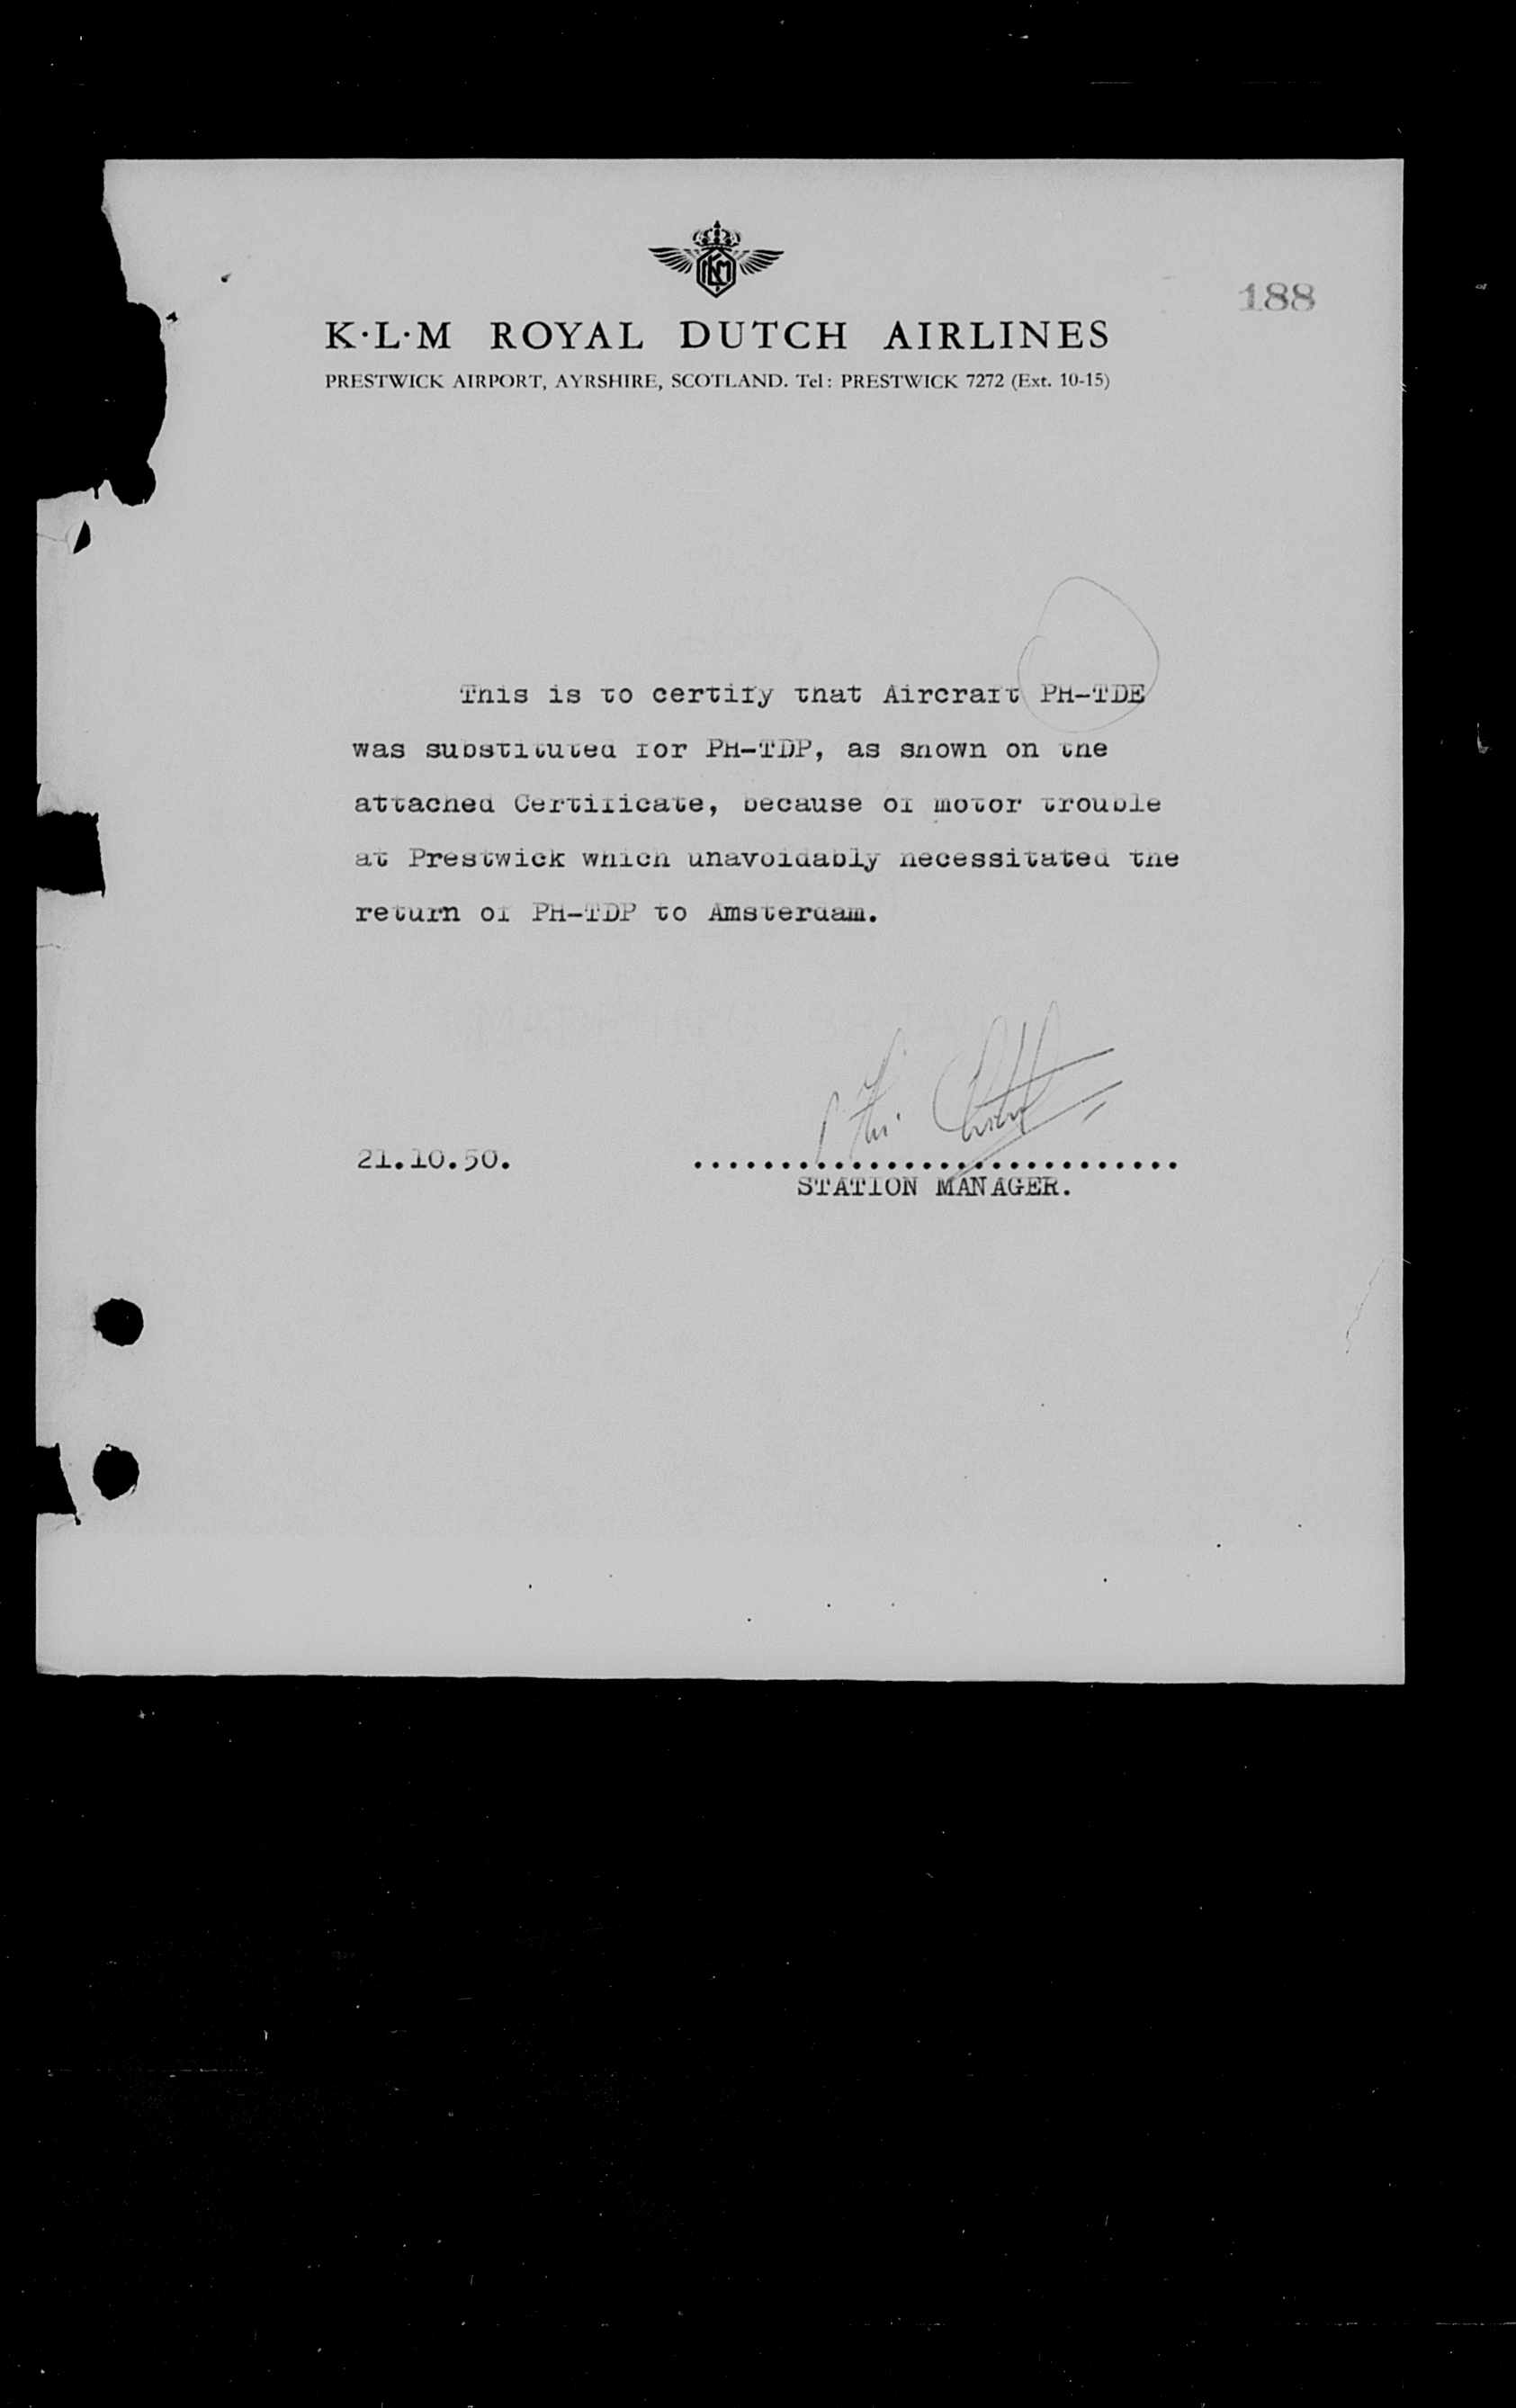 KLM
188
K·L·M ROYAL DUTCH AIRLINES
PRESTWICK AIRPORT, AYRSHIRE, SCOTLAND. Tel: PRESTWICK 7272 (Ext. 10-15)
This is to certify that Aircraft PH-TDE
was substituted for PH-TDP, as shown on the
attached Certificate, because of motor trouble
at Prestwick which unavoidably necessitated the
return of PH-TDP to Amsterdam.
21.10.50.
..............................
STATION MANAGER.